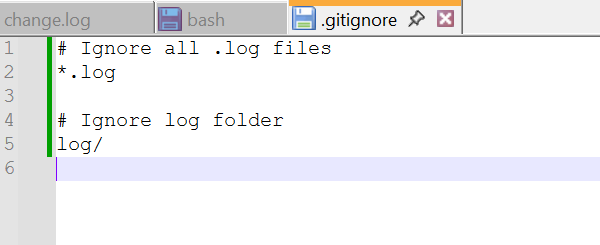 change.log bash .gitignore
1 # Ignore all .log files
2 *.log
3
4 # Ignore log folder
5 log/
6